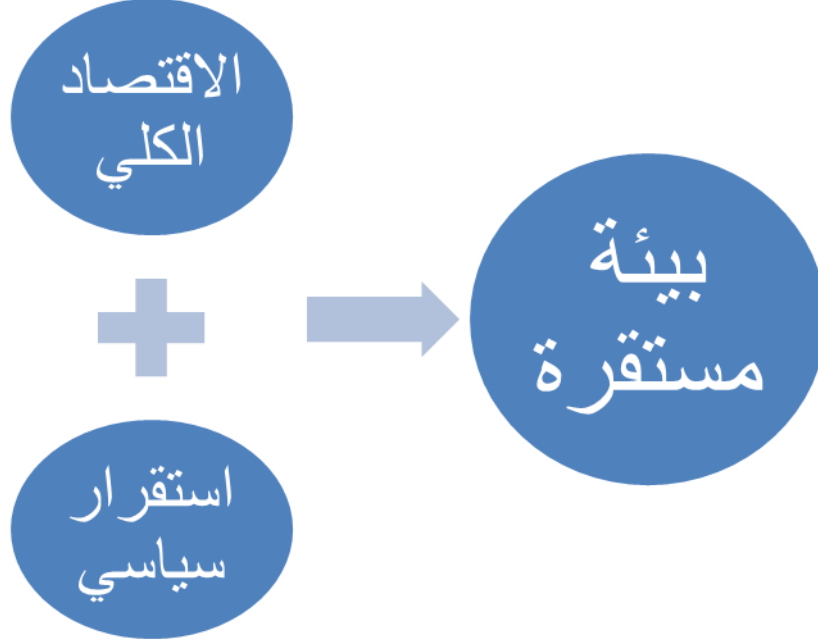 الاقتصاد
الكلي
استقرار
سياسي
بيئة
مستقرة